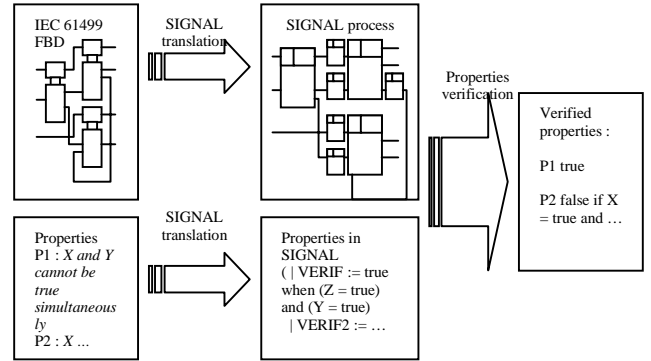 IEC 61499
FBD
SIGNAL
translation
SIGNAL process
Properties
verification
Verified
properties :
P1 true
P2 false if X
= true and …
Properties
P1 : X and Y
cannot be
true
simultaneous
ly
P2 : X ...
SIGNAL
translation
Properties in
SIGNAL
( | VERIF := true
when (Z = true)
and (Y = true)
| VERIF2 := …